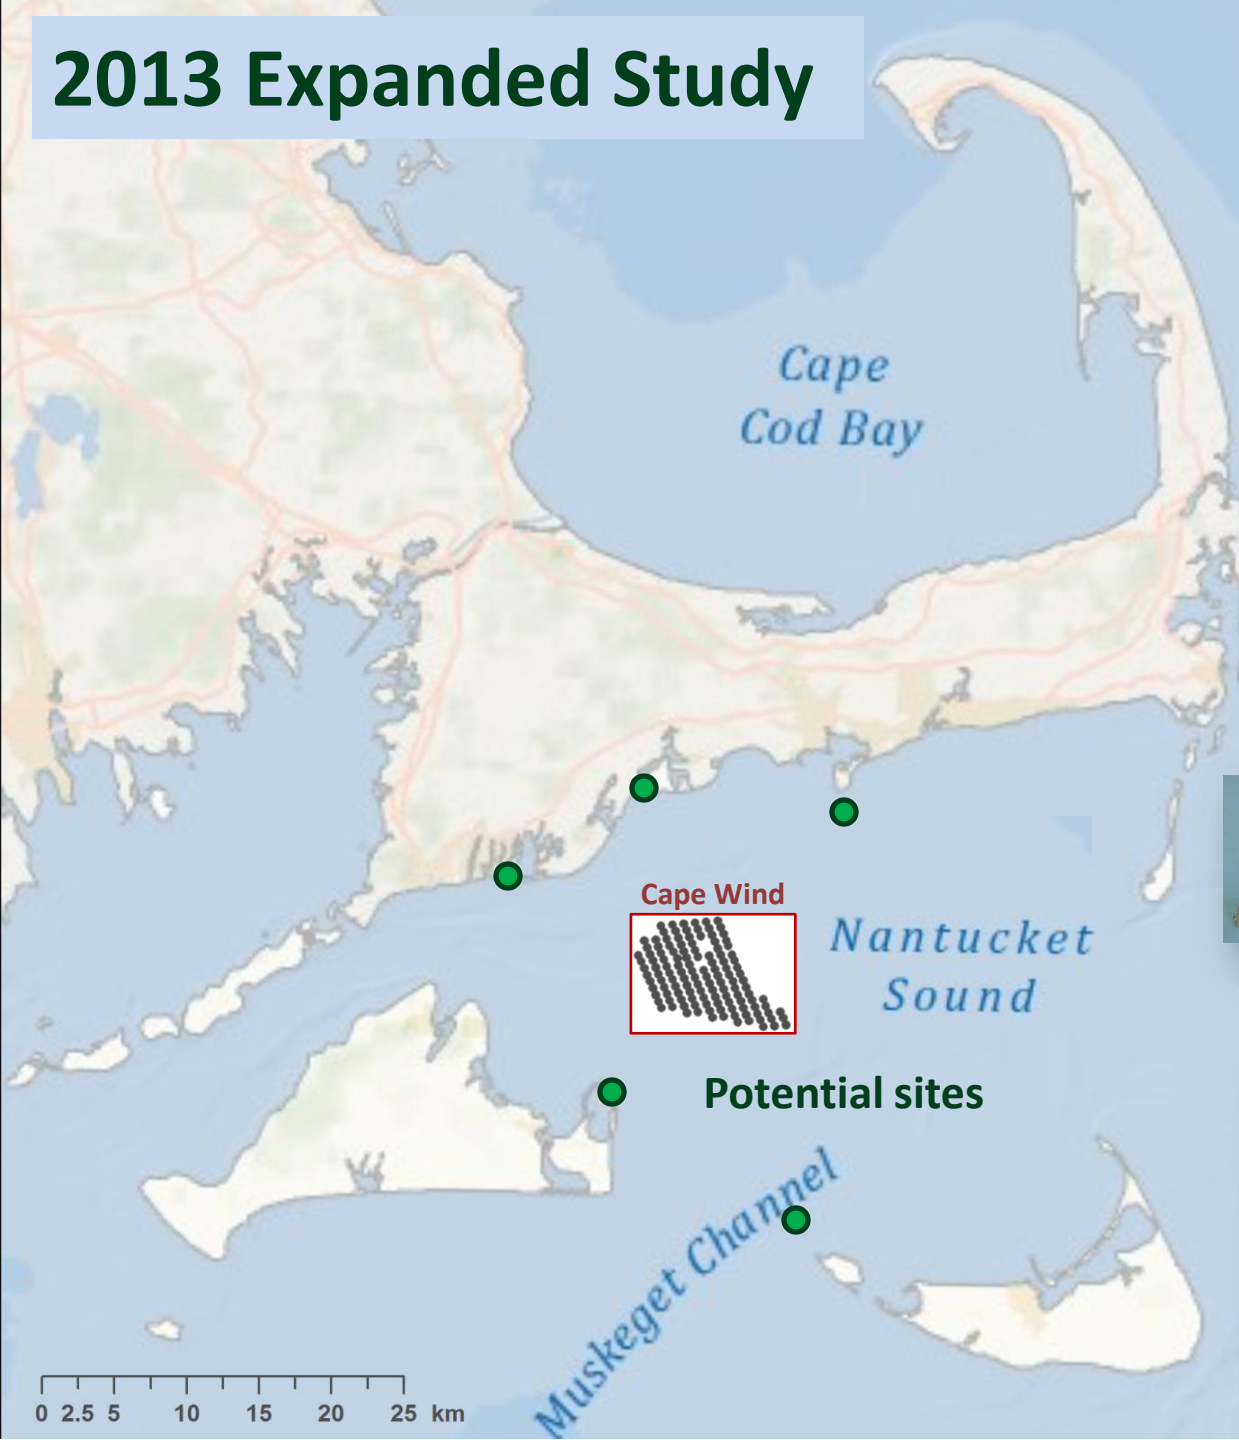 2013 Expanded Study
Cape
Cod Bay
Cape Wind
Nantucket
Sound
Potential sites
Muskeget Channel
0 2.5 5 10 15 20 25 km